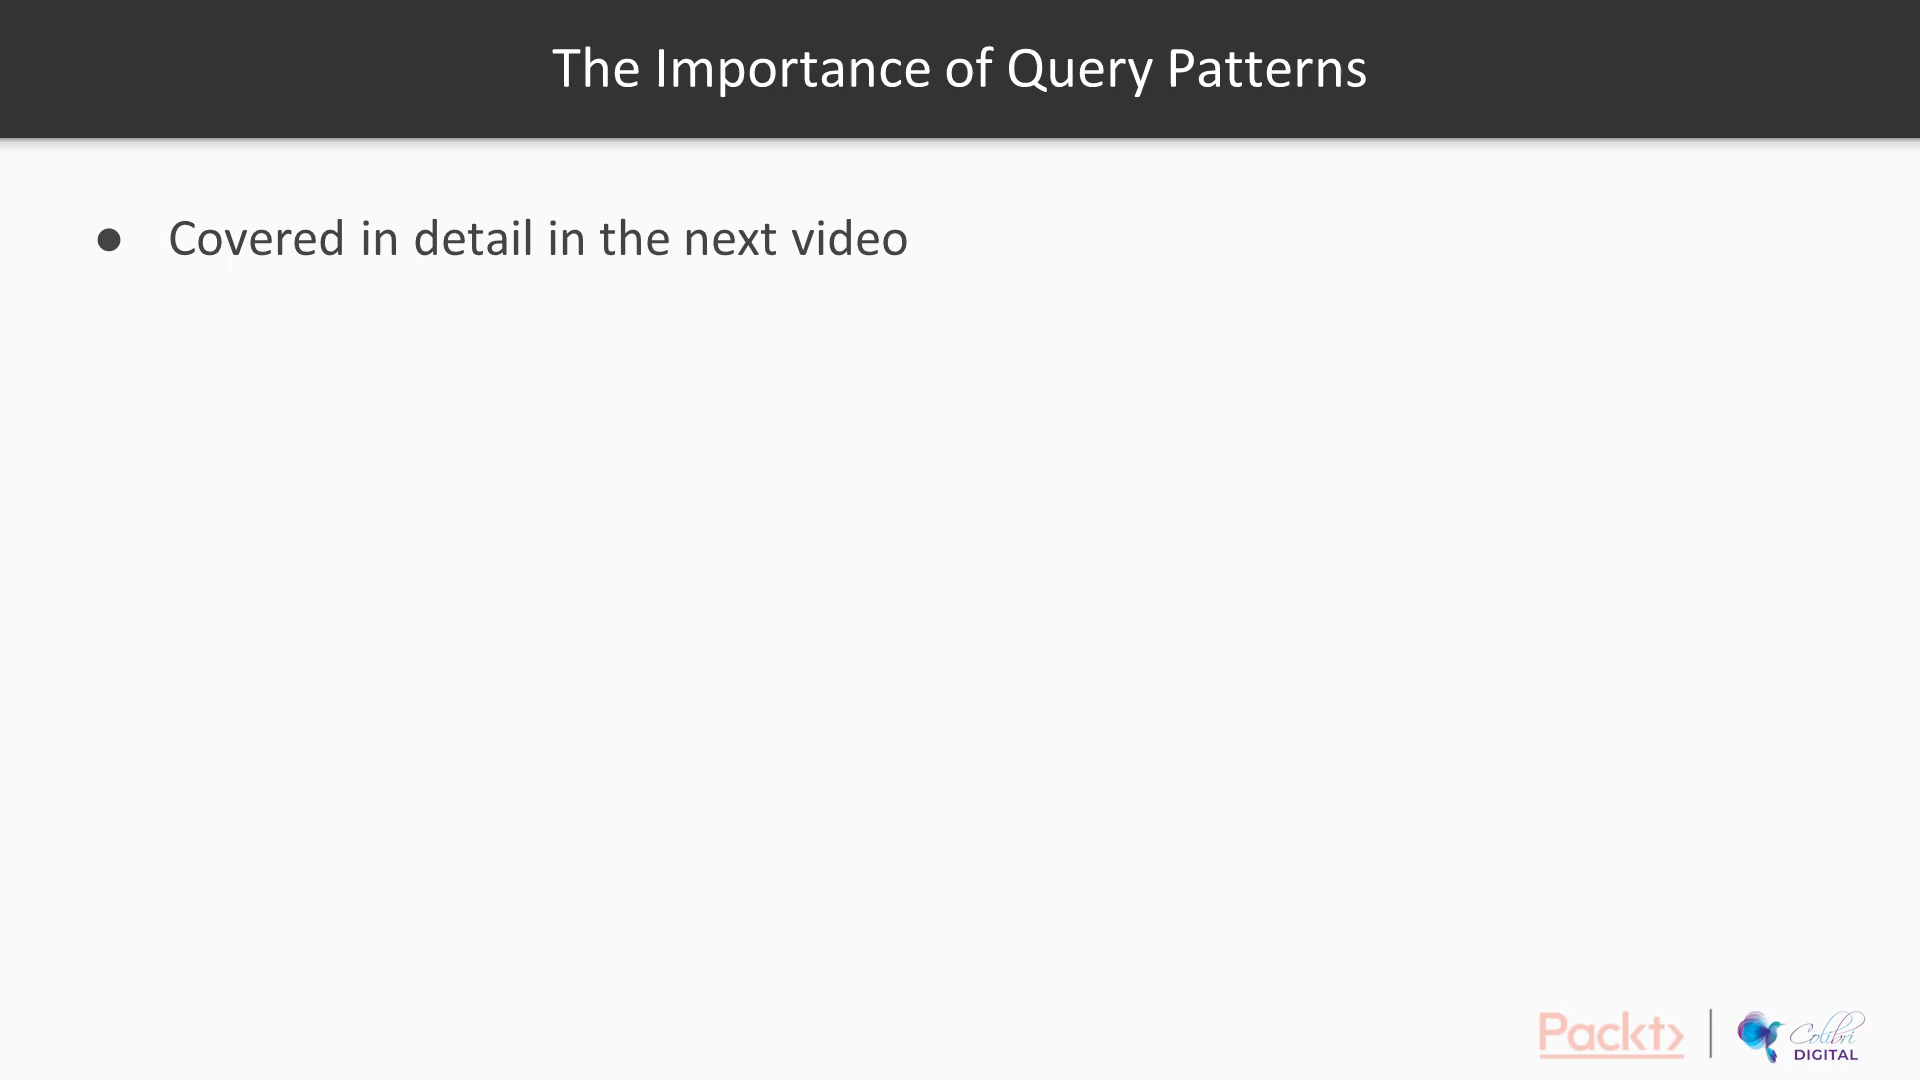 The Importance of Query Patterns
● Covered in detail in the next video
Packt>
Colibri
DIGITAL